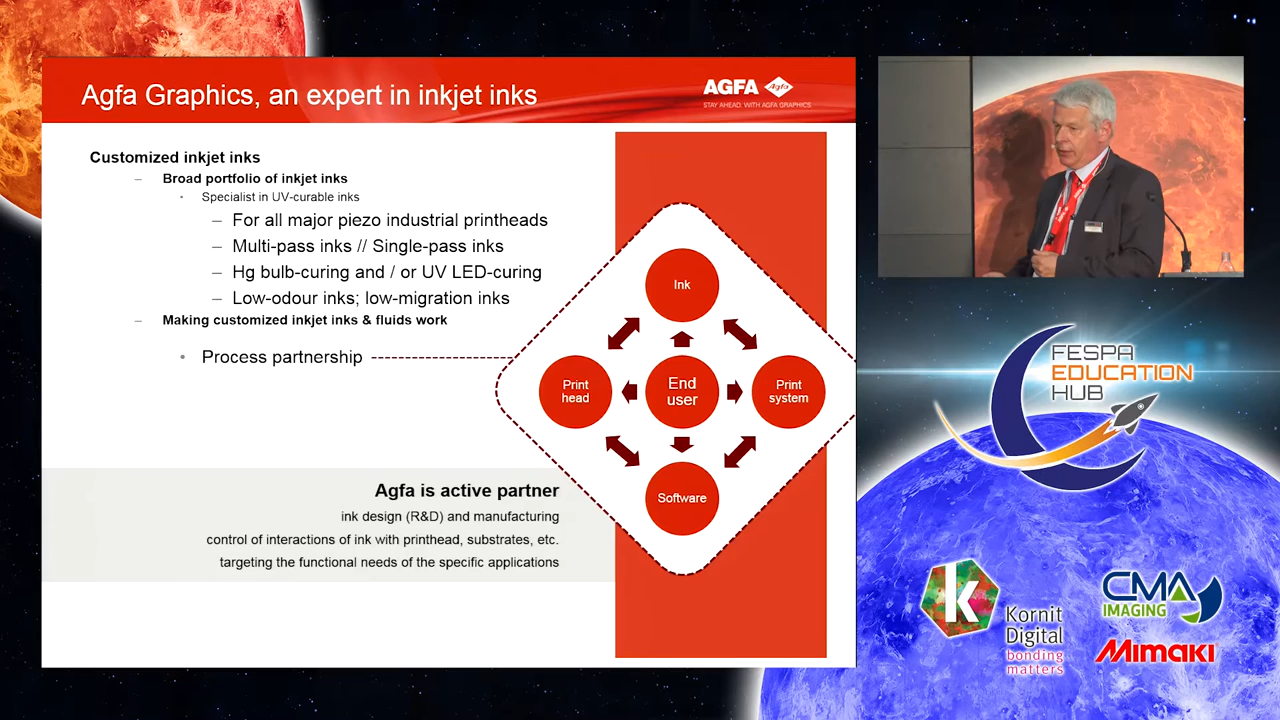 Agfa Graphics, an expert in inkjet inks
AGFA Agfa
STAY AHEAD. WITH AGFA GRAPHICS
Customized inkjet inks
– Broad portfolio of inkjet inks
• Specialist in UV-curable inks
– For all major piezo industrial printheads
– Multi-pass inks // Single-pass inks
– Hg bulb-curing and / or UV LED-curing
– Low-odour inks; low-migration inks
– Making customized inkjet inks & fluids work
• Process partnership
Ink
Print
head
End
user
Print
system
Software
Agfa is active partner
ink design (R&D) and manufacturing
control of interactions of ink with printhead, substrates, etc.
targeting the functional needs of the specific applications
FESPA
EDUCATION
HUB
k
Kornit
Digital
bonding
matters
CMA
IMAGING
Mimaki